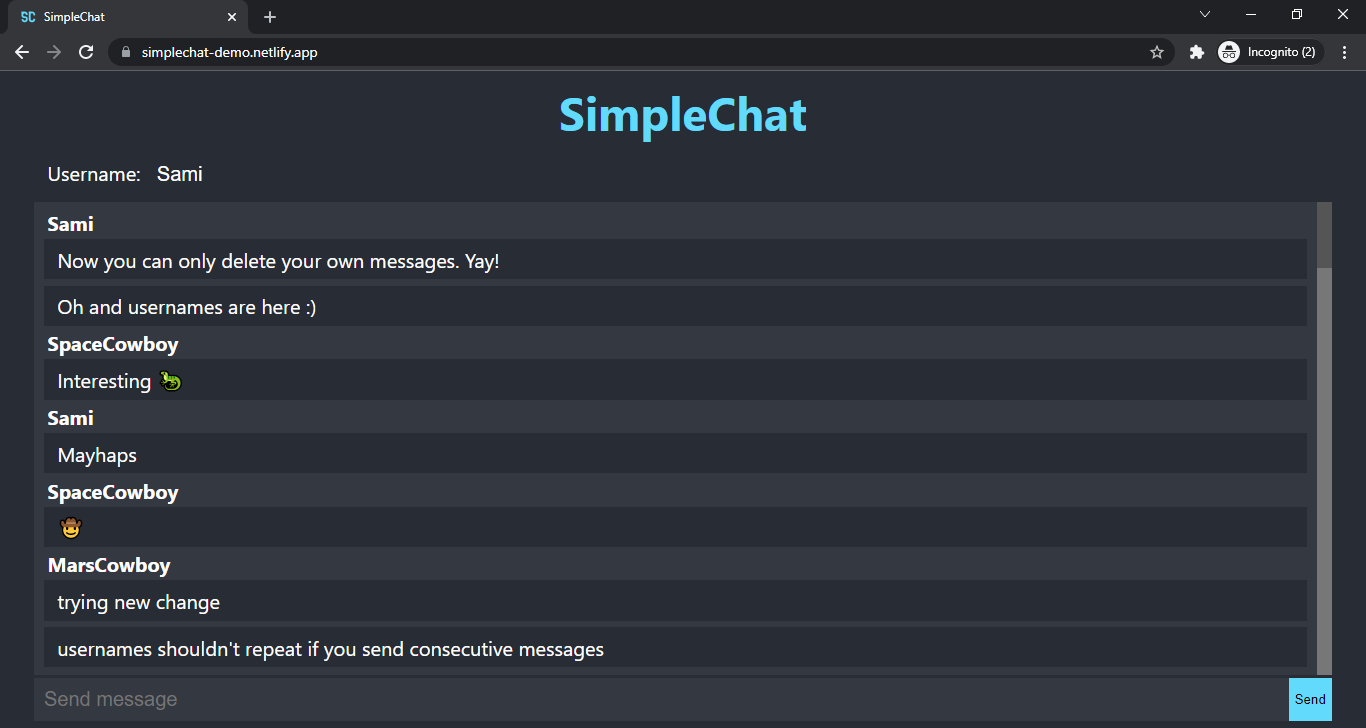 SC SimpleChat
simplechat-demo.netlify.app
Incognito (2)
SimpleChat
Username: Sami
Sami
Now you can only delete your own messages. Yay!
Oh and usernames are here :)
SpaceCowboy
Interesting 🦎
Sami
Mayhaps
SpaceCowboy
🤠
MarsCowboy
trying new change
usernames shouldn't repeat if you send consecutive messages
Send message
Send